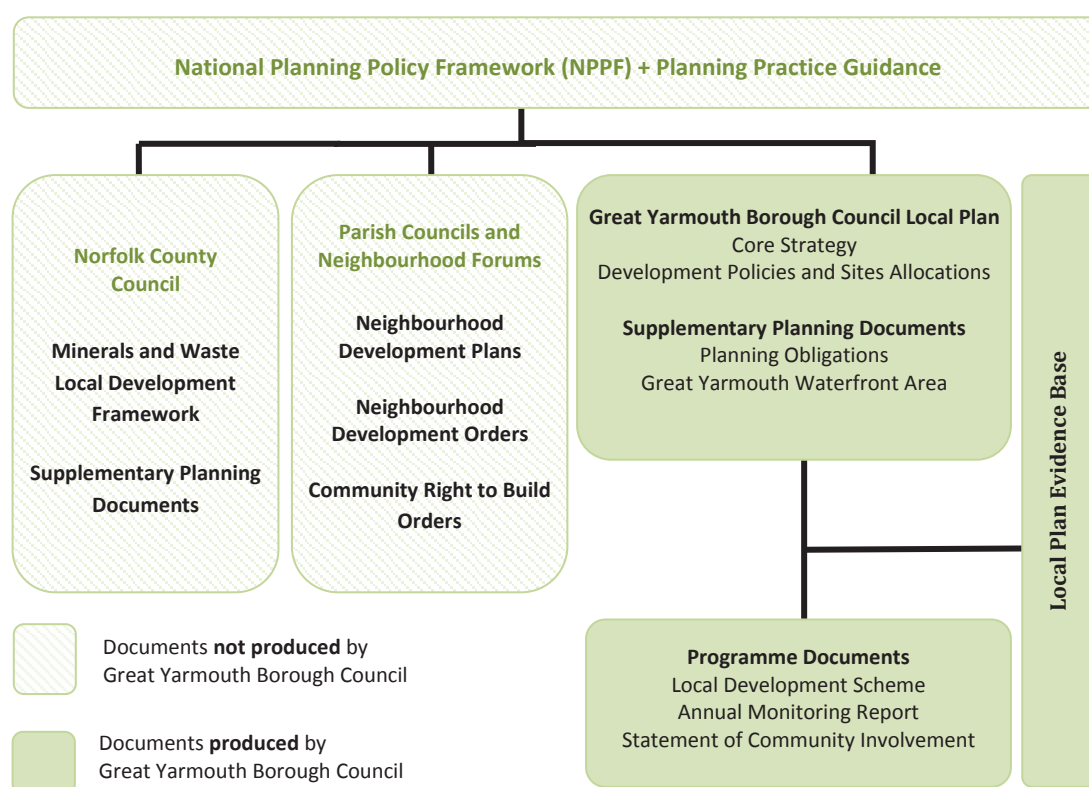 National Planning Policy Framework (NPPF) + Planning Practice Guidance
Norfolk County
Council
Minerals and Waste
Local Development
Framework
Supplementary Planning
Documents
Parish Councils and
Neighbourhood Forums
Neighbourhood
Development Plans
Neighbourhood
Development Orders
Community Right to Build
Orders
Great Yarmouth Borough Council Local Plan
Core Strategy
Development Policies and Sites Allocations
Supplementary Planning Documents
Planning Obligations
Great Yarmouth Waterfront Area
Local Plan Evidence Base
Programme Documents
Local Development Scheme
Annual Monitoring Report
Statement of Community Involvement
Documents not produced by
Great Yarmouth Borough Council
Documents produced by
Great Yarmouth Borough Council